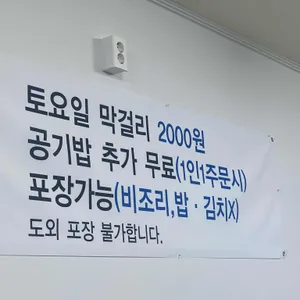 토요일 막걸리 2000원
공기밥 추가 무료(1인1주문시)
포장가능(비조리,밥·김치X)
도외 포장 불가합니다.